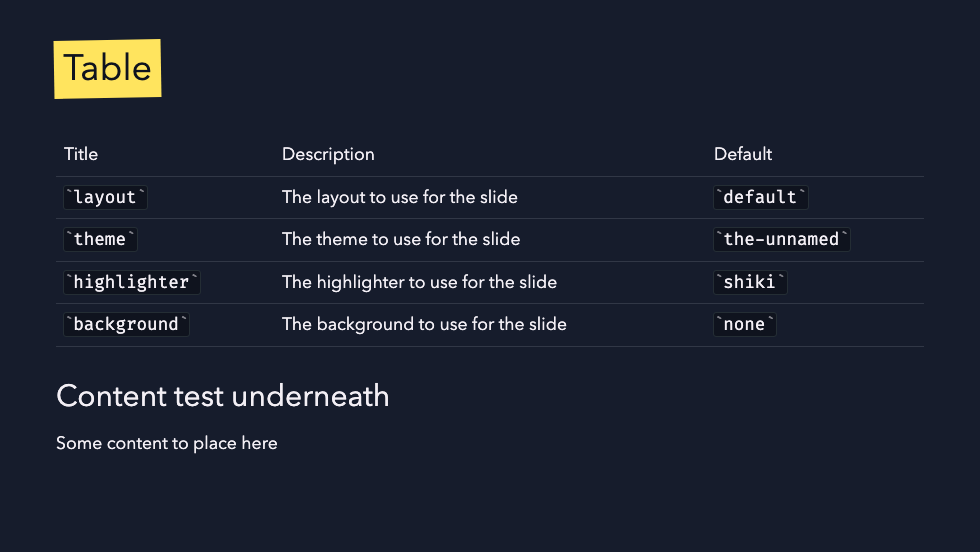 Table
Title Description Default
`layout` The layout to use for the slide `default`
`theme` The theme to use for the slide `the-unnamed`
`highlighter` The highlighter to use for the slide `shiki`
`background` The background to use for the slide `none`
Content test underneath
Some content to place here